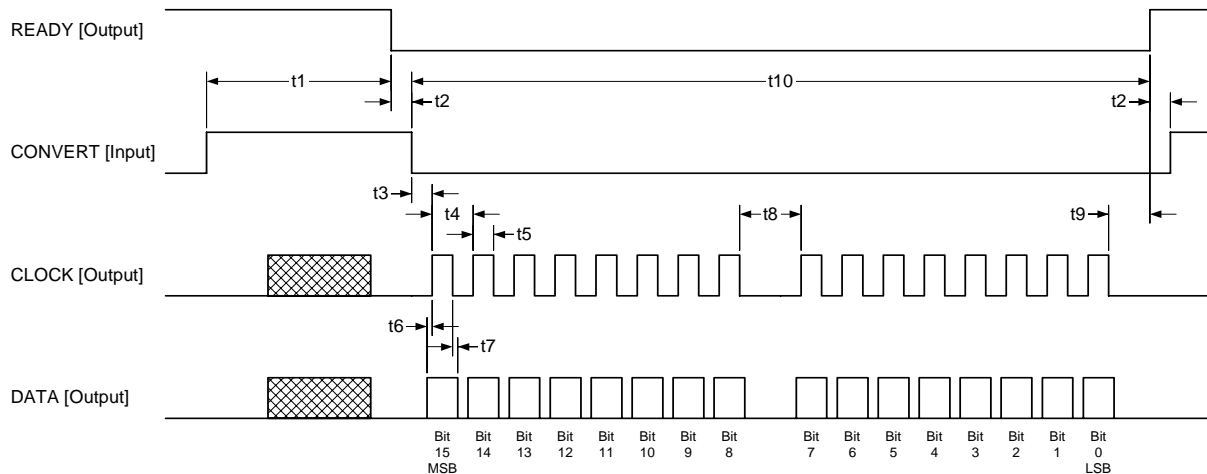 READY [Output]
t1
t10
t2
t2
CONVERT [Input]
t3
t4
t8
t9
t5
CLOCK [Output]
t6
t7
DATA [Output]
Bit Bit Bit Bit Bit Bit Bit Bit Bit Bit Bit Bit Bit Bit Bit Bit
15 14 13 12 11 10 9 8 7 6 5 4 3 2 1 0
MSB LSB